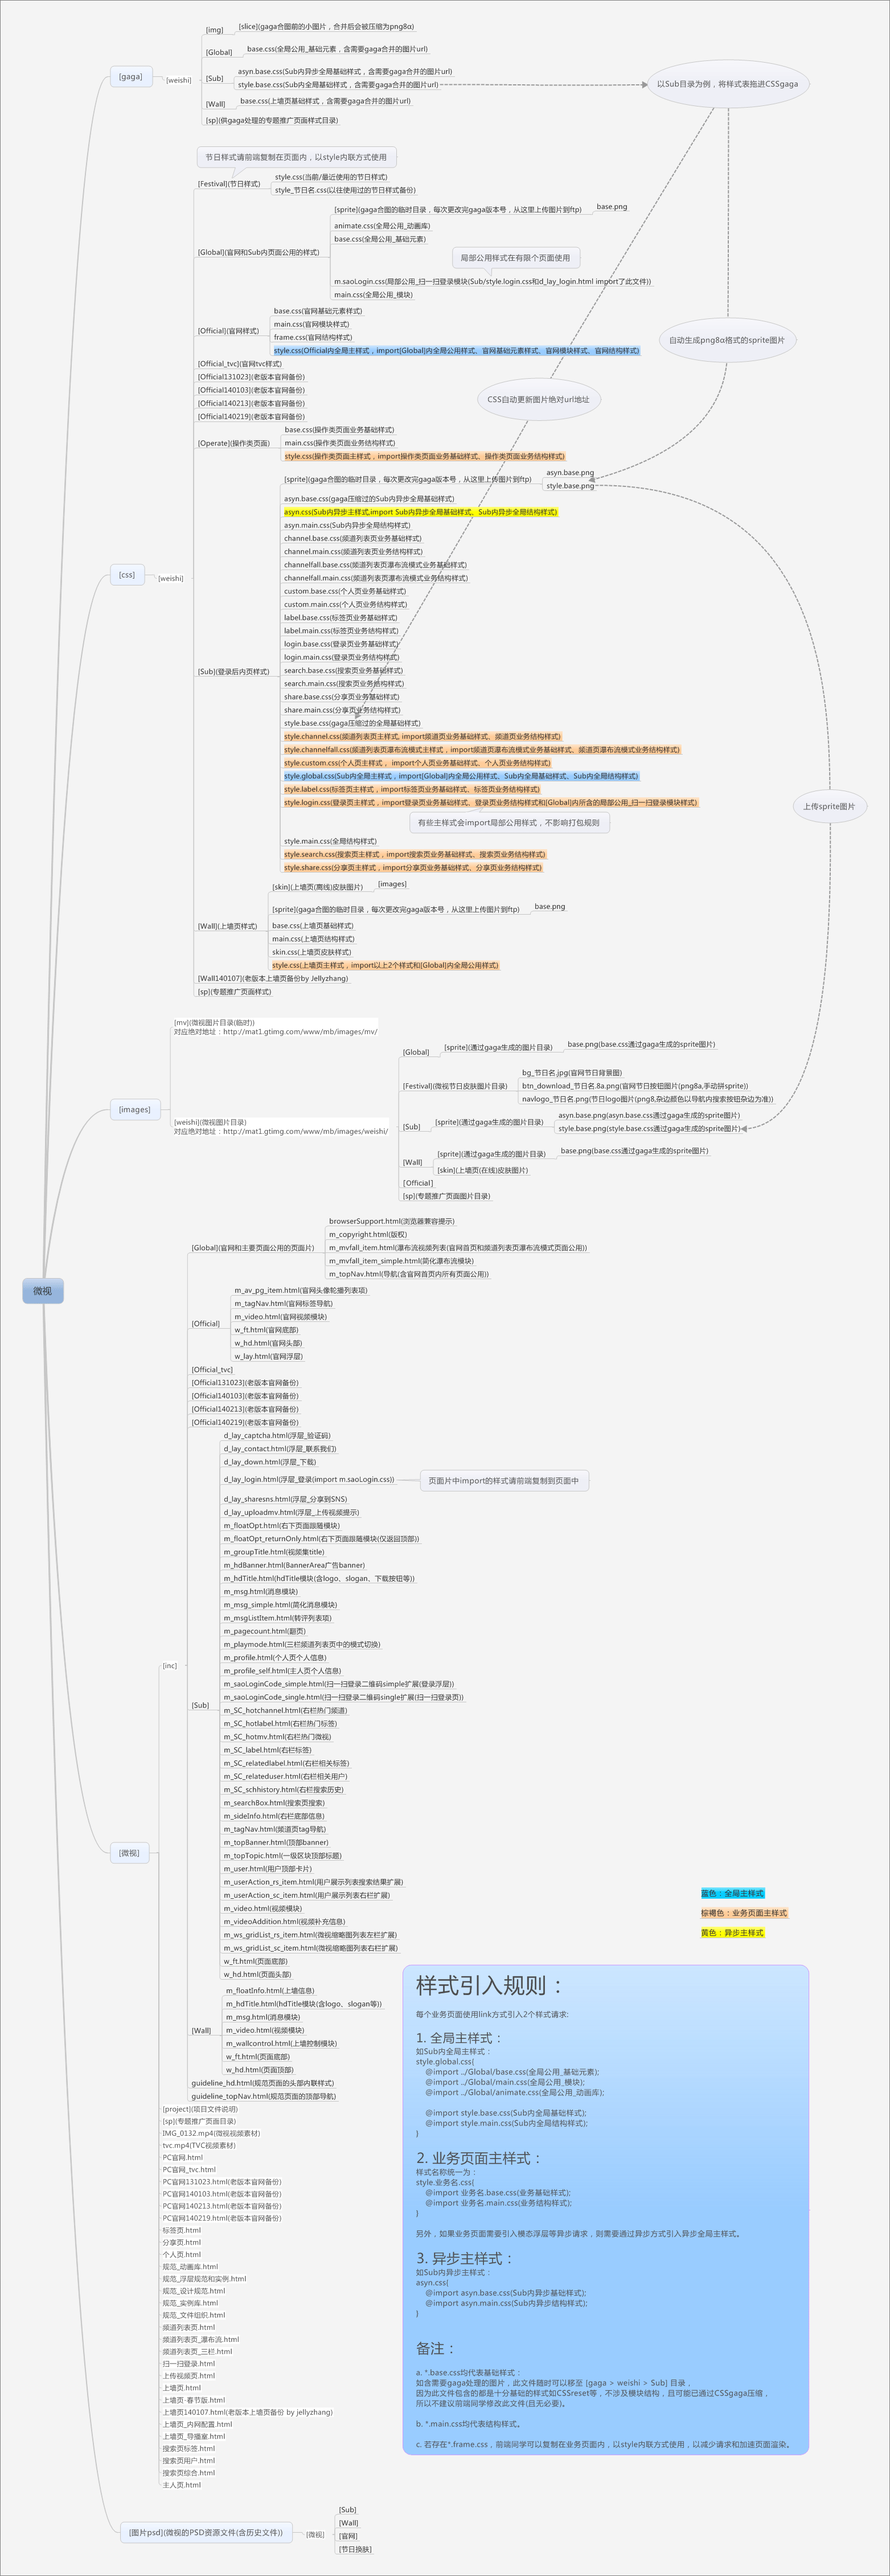 微视
[gaga]
[weishi]
[img]
[slice](gaga合图前的小图片，合并后会被压缩为png8α)
[Global]
base.css(全局公用_基础元素，含需要gaga合并的图片url)
[Sub]
asyn.base.css(Sub内异步全局基础样式，含需要gaga合并的图片url)
style.base.css(Sub内全局基础样式，含需要gaga合并的图片url)
[Wall]
base.css(上墙页基础样式，含需要gaga合并的图片url)
[sp](供gaga处理的专题推广页面样式目录)
以Sub目录为例，将样式表拖进CSSgaga
自动生成png8α格式的sprite图片
CSS自动更新图片绝对url地址
上传sprite图片
[css]
[weishi]
节日样式请前端复制在页面内，以style内联方式使用
[Festival](节日样式)
style.css(当前/最近使用的节日样式)
style_节日名.css(以往使用过的节日样式备份)
[Global](官网和Sub内页面公用的样式)
[sprite](gaga合图的临时目录，每次更改完gaga版本号，从这里上传图片到ftp)
base.png
animate.css(全局公用_动画库)
base.css(全局公用_基础元素)
局部公用样式在有限个页面使用
m.saoLogin.css(局部公用_扫一扫登录模块(Sub/style.login.css和d_lay_login.html import了此文件))
main.css(全局公用_模块)
[Official](官网样式)
base.css(官网基础元素样式)
main.css(官网模块样式)
frame.css(官网结构样式)
style.css(Official内全局主样式，import[Global]内全局公用样式、官网基础元素样式、官网模块样式、官网结构样式)
[Official_tvc](官网tvc样式)
[Official131023](老版本官网备份)
[Official140103](老版本官网备份)
[Official140213](老版本官网备份)
[Official140219](老版本官网备份)
[Operate](操作类页面)
base.css(操作类页面业务基础样式)
main.css(操作类页面业务结构样式)
style.css(操作类页面主样式，import操作类页面业务基础样式、操作类页面业务结构样式)
[Sub](登录后内页样式)
[sprite](gaga合图的临时目录，每次更改完gaga版本号，从这里上传图片到ftp)
asyn.base.png
style.base.png
asyn.base.css(gaga压缩过的Sub内异步全局基础样式)
asyn.css(Sub内异步主样式,import Sub内异步全局基础样式、Sub内异步全局结构样式)
asyn.main.css(Sub内异步全局结构样式)
channel.base.css(频道列表页业务基础样式)
channel.main.css(频道列表页业务结构样式)
channelfall.base.css(频道列表页瀑布流模式业务基础样式)
channelfall.main.css(频道列表页瀑布流模式业务结构样式)
custom.base.css(个人页业务基础样式)
custom.main.css(个人页业务结构样式)
label.base.css(标签页业务基础样式)
label.main.css(标签页业务结构样式)
login.base.css(登录页业务基础样式)
login.main.css(登录页业务结构样式)
search.base.css(搜索页业务基础样式)
search.main.css(搜索页业务结构样式)
share.base.css(分享页业务基础样式)
share.main.css(分享页业务结构样式)
style.base.css(gaga压缩过的全局基础样式)
style.channel.css(频道列表页主样式, import频道页业务基础样式、频道页业务结构样式)
style.channelfall.css(频道列表页瀑布流模式主样式，import频道页瀑布流模式业务基础样式、频道页瀑布流模式业务结构样式)
style.custom.css(个人页主样式，import个人页业务基础样式、个人页业务结构样式)
style.global.css(Sub内全局主样式，import[Global]内全局公用样式、Sub内全局基础样式、Sub内全局结构样式)
style.label.css(标签页主样式，import标签页业务基础样式、标签页业务结构样式)
style.login.css(登录页主样式，import登录页业务基础样式、登录页业务结构样式和[Global]内所含的局部公用_扫一扫登录模块样式)
有些主样式会import局部公用样式，不影响打包规则
style.main.css(全局结构样式)
style.search.css(搜索页主样式，import搜索页业务基础样式、搜索页业务结构样式)
style.share.css(分享页主样式，import分享页业务基础样式、分享页业务结构样式)
[Wall](上墙页样式)
[skin](上墙页(离线)皮肤图片)
[images]
[sprite](gaga合图的临时目录，每次更改完gaga版本号，从这里上传图片到ftp)
base.png
base.css(上墙页基础样式)
main.css(上墙页结构样式)
skin.css(上墙页皮肤样式)
style.css(上墙页主样式，import以上2个样式和[Global]内全局公用样式)
[Wall140107](老版本上墙页备份by Jellyzhang)
[sp](专题推广页面样式)
[images]
[mv](微视图片目录(临时))
对应绝对地址：http://mat1.gtimg.com/www/mb/images/mv/
[weishi](微视图片目录)
对应绝对地址：http://mat1.gtimg.com/www/mb/images/weishi/
[Global]
[sprite](通过gaga生成的图片目录)
base.png(base.css通过gaga生成的sprite图片)
[Festival](微视节日皮肤图片目录)
bg_节日名.jpg(官网节日背景图)
btn_download_节日名.8a.png(官网节日按钮图片(png8a,手动拼sprite))
navlogo_节日名.png(节日logo图片(png8,杂边颜色以导航内搜索按钮杂边为准))
[Sub]
[sprite](通过gaga生成的图片目录)
asyn.base.png(asyn.base.css通过gaga生成的sprite图片)
style.base.png(style.base.css通过gaga生成的sprite图片)
[Wall]
[sprite](通过gaga生成的图片目录)
base.png(base.css通过gaga生成的sprite图片)
[skin](上墙页(在线)皮肤图片)
[Official]
[sp](专题推广页面图片目录)
[微视]
[inc]
[Global](官网和主要页面公用的页面片)
browserSupport.html(浏览器兼容提示)
m_copyright.html(版权)
m_mvfall_item.html(瀑布流视频列表(官网首页和频道列表页瀑布流模式页面公用))
m_mvfall_item_simple.html(简化瀑布流模块)
m_topNav.html(导航(含官网首页内所有页面公用))
[Official]
m_av_pg_item.html(官网头像轮播列表项)
m_tagNav.html(官网标签导航)
m_video.html(官网视频模块)
w_ft.html(官网底部)
w_hd.html(官网头部)
w_lay.html(官网浮层)
[Official_tvc]
[Official131023](老版本官网备份)
[Official140103](老版本官网备份)
[Official140213](老版本官网备份)
[Official140219](老版本官网备份)
[Sub]
d_lay_captcha.html(浮层_验证码)
d_lay_contact.html(浮层_联系我们)
d_lay_down.html(浮层_下载)
d_lay_login.html(浮层_登录(import m.saoLogin.css))
页面片中import的样式请前端复制到页面中
d_lay_sharesns.html(浮层_分享到SNS)
d_lay_uploadmv.html(浮层_上传视频提示)
m_floatOpt.html(右下页面跟随模块)
m_floatOpt_returnOnly.html(右下页面跟随模块(仅返回顶部))
m_groupTitle.html(视频集title)
m_hdBanner.html(BannerArea广告banner)
m_hdTitle.html(hdTitle模块(含logo、slogan、下载按钮等))
m_msg.html(消息模块)
m_msg_simple.html(简化消息模块)
m_msgListItem.html(转评列表项)
m_pagecount.html(翻页)
m_playmode.html(三栏频道列表页中的模式切换)
m_profile.html(个人页个人信息)
m_profile_self.html(主人页个人信息)
m_saoLoginCode_simple.html(扫一扫登录二维码simple扩展(登录浮层))
m_saoLoginCode_single.html(扫一扫登录二维码single扩展(扫一扫登录页))
m_SC_hotchannel.html(右栏热门频道)
m_SC_hotlabel.html(右栏热门标签)
m_SC_hotmv.html(右栏热门微视)
m_SC_label.html(右栏标签)
m_SC_relatedlabel.html(右栏相关标签)
m_SC_relateduser.html(右栏相关用户)
m_SC_schhistory.html(右栏搜索历史)
m_searchBox.html(搜索页搜索)
m_sideInfo.html(右栏底部信息)
m_tagNav.html(频道页tag导航)
m_topBanner.html(顶部banner)
m_topTopic.html(一级区块顶部标题)
m_user.html(用户顶部卡片)
m_userAction_rs_item.html(用户展示列表搜索结果扩展)
m_userAction_sc_item.html(用户展示列表右栏扩展)
m_video.html(视频模块)
m_videoAddition.html(视频补充信息)
m_ws_gridList_rs_item.html(微视缩略图列表左栏扩展)
m_ws_gridList_sc_item.html(微视缩略图列表右栏扩展)
w_ft.html(页面底部)
w_hd.html(页面头部)
[Wall]
m_floatInfo.html(上墙信息)
m_hdTitle.html(hdTitle模块(含logo、slogan等))
m_msg.html(消息模块)
m_video.html(视频模块)
m_wallcontrol.html(上墙控制模块)
w_ft.html(页面底部)
w_hd.html(页面顶部)
guideline_hd.html(规范页面的头部内联样式)
guideline_topNav.html(规范页面的顶部导航)
[project](项目文件说明)
[sp](专题推广页面目录)
IMG_0132.mp4(微视视频素材)
tvc.mp4(TVC视频素材)
PC官网.html
PC官网_tvc.html
PC官网131023.html(老版本官网备份)
PC官网140103.html(老版本官网备份)
PC官网140213.html(老版本官网备份)
PC官网140219.html(老版本官网备份)
标签页.html
分享页.html
个人页.html
规范_动画库.html
规范_浮层规范和实例.html
规范_设计规范.html
规范_实例库.html
规范_文件组织.html
频道列表页.html
频道列表页_瀑布流.html
频道列表页_三栏.html
扫一扫登录.html
上传视频页.html
上墙页.html
上墙页-春节版.html
上墙页140107.html(老版本上墙页备份 by jellyzhang)
上墙页_内网配置.html
上墙页_导播室.html
搜索页标签.html
搜索页用户.html
搜索页综合.html
主人页.html
蓝色：全局主样式
棕褐色：业务页面主样式
黄色：异步主样式
样式引入规则：
每个业务页面使用link方式引入2个样式请求:
1. 全局主样式：
如Sub内全局主样式：
style.global.css{
@import ../Global/base.css(全局公用_基础元素);
@import ../Global/main.css(全局公用_模块);
@import ../Global/animate.css(全局公用_动画库);
@import style.base.css(Sub内全局基础样式);
@import style.main.css(Sub内全局结构样式);
}
2. 业务页面主样式：
样式名称统一为：
style.业务名.css{
@import 业务名.base.css(业务基础样式);
@import 业务名.main.css(业务结构样式);
}
另外，如果业务页面需要引入模态浮层等异步请求，则需要通过异步方式引入异步全局主样式。
3. 异步主样式：
如Sub内异步主样式：
asyn.css{
@import asyn.base.css(Sub内异步基础样式);
@import asyn.main.css(Sub内异步结构样式);
}
备注：
a. *.base.css均代表基础样式：
如含需要gaga处理的图片，此文件随时可以移至 [gaga > weishi > Sub] 目录，
因为此文件包含的都是十分基础的样式如CSSreset等，不涉及模块结构，且可能已通过CSSgaga压缩，
所以不建议前端同学修改此文件(且无必要)。
b. *.main.css均代表结构样式。
c. 若存在*.frame.css，前端同学可以复制在业务页面内，以style内联方式使用，以减少请求和加速页面渲染。
[图片psd](微视的PSD资源文件(含历史文件))
[微视]
[Sub]
[Wall]
[官网]
[节日换肤]